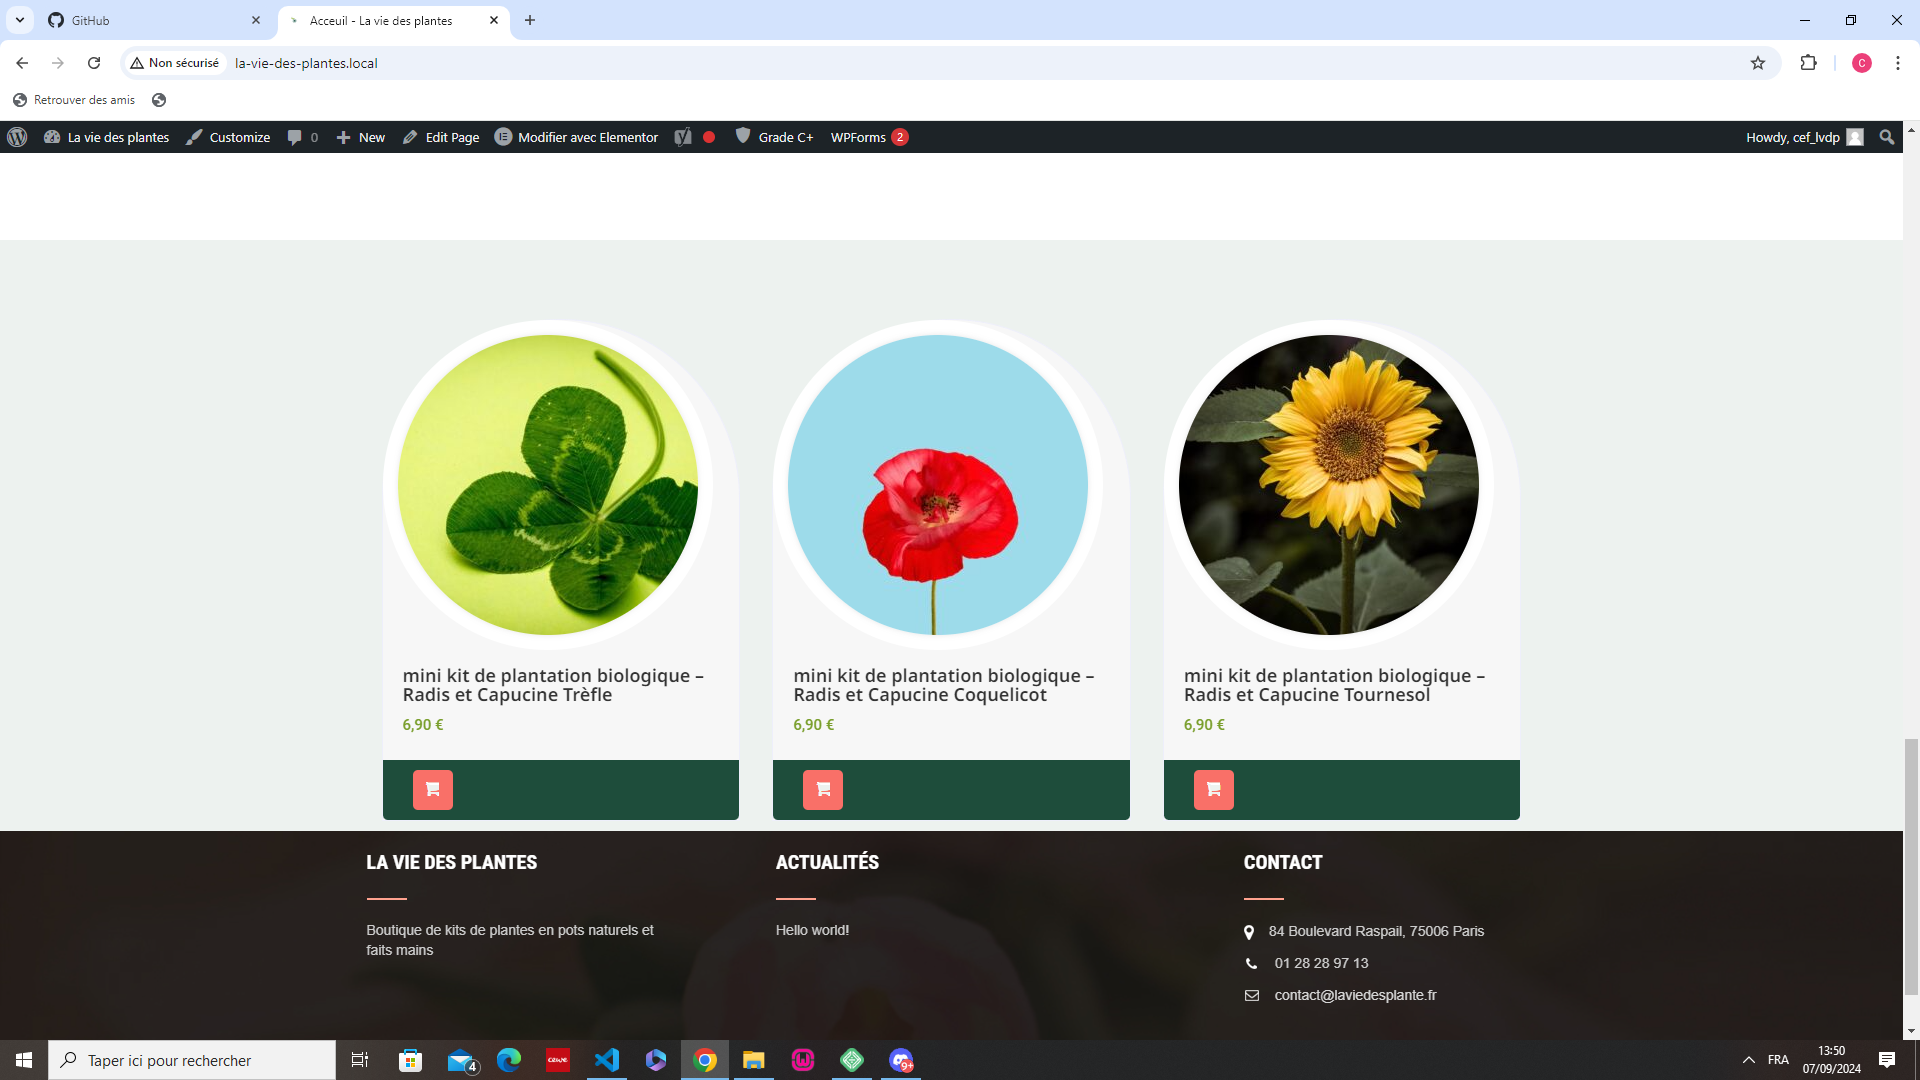 GitHub
Acceuil - La vie des plantes
Non sécurisé
la-vie-des-plantes.local
C
Retrouver des amis
La vie des plantes
Customize
0
New
Edit Page
Modifier avec Elementor
Grade C+
WPForms 2
Howdy, cef_lvdp
mini kit de plantation biologique –
Radis et Capucine Trèfle
6,90 €
mini kit de plantation biologique –
Radis et Capucine Coquelicot
6,90 €
mini kit de plantation biologique –
Radis et Capucine Tournesol
6,90 €
LA VIE DES PLANTES
Boutique de kits de plantes en pots naturels et
faits mains
ACTUALITÉS
Hello world!
CONTACT
84 Boulevard Raspail, 75006 Paris
01 28 28 97 13
contact@laviedesplante.fr
Taper ici pour rechercher
4
cewe
9+
FRA
13:50
07/09/2024